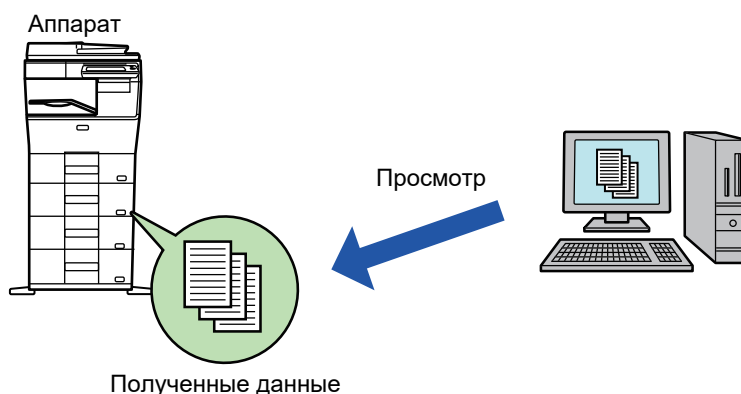 Аппарат
Просмотр
Полученные данные